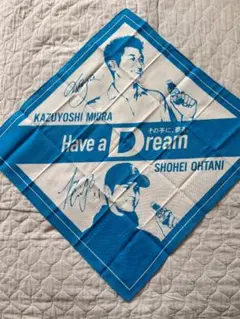 KAZUYOSHI MIURA
その手に、夢を。
Have a Dream
SHOHEI OHTANI